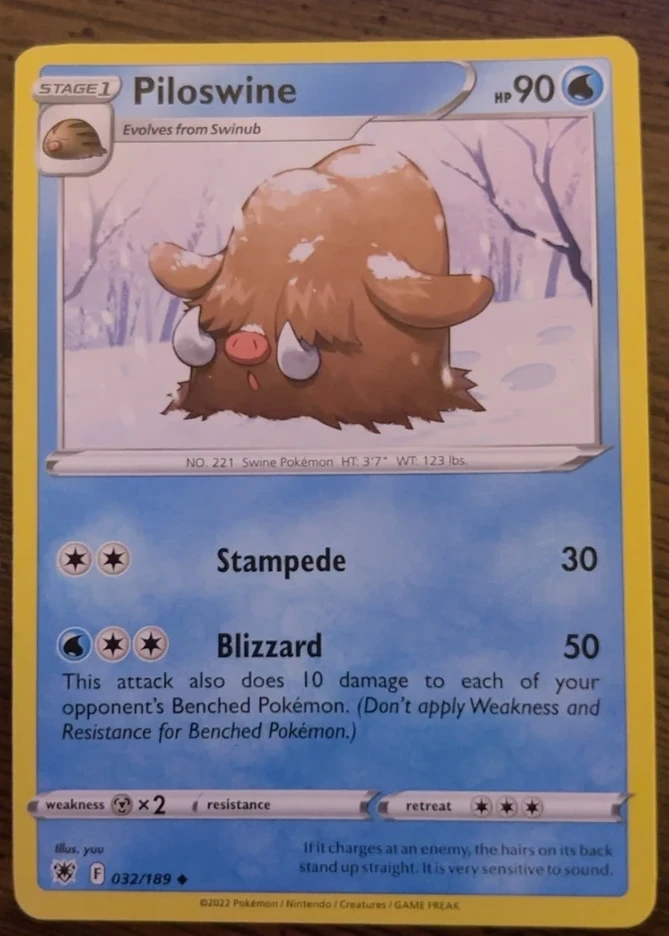 STAGE1 Piloswine HP 90
Evolves from Swinub
NO. 221 Swine Pokémon HT: 3'7" WT: 123 lbs.
Stampede 30
Blizzard 50
This attack also does 10 damage to each of your
opponent's Benched Pokémon. (Don't apply Weakness and
Resistance for Benched Pokémon.)
weakness ×2 resistance retreat
Illus. yuu
If it charges at an enemy, the hairs on its back
stand up straight. It is very sensitive to sound.
F 032/189
©2022 Pokémon / Nintendo / Creatures / GAME FREAK